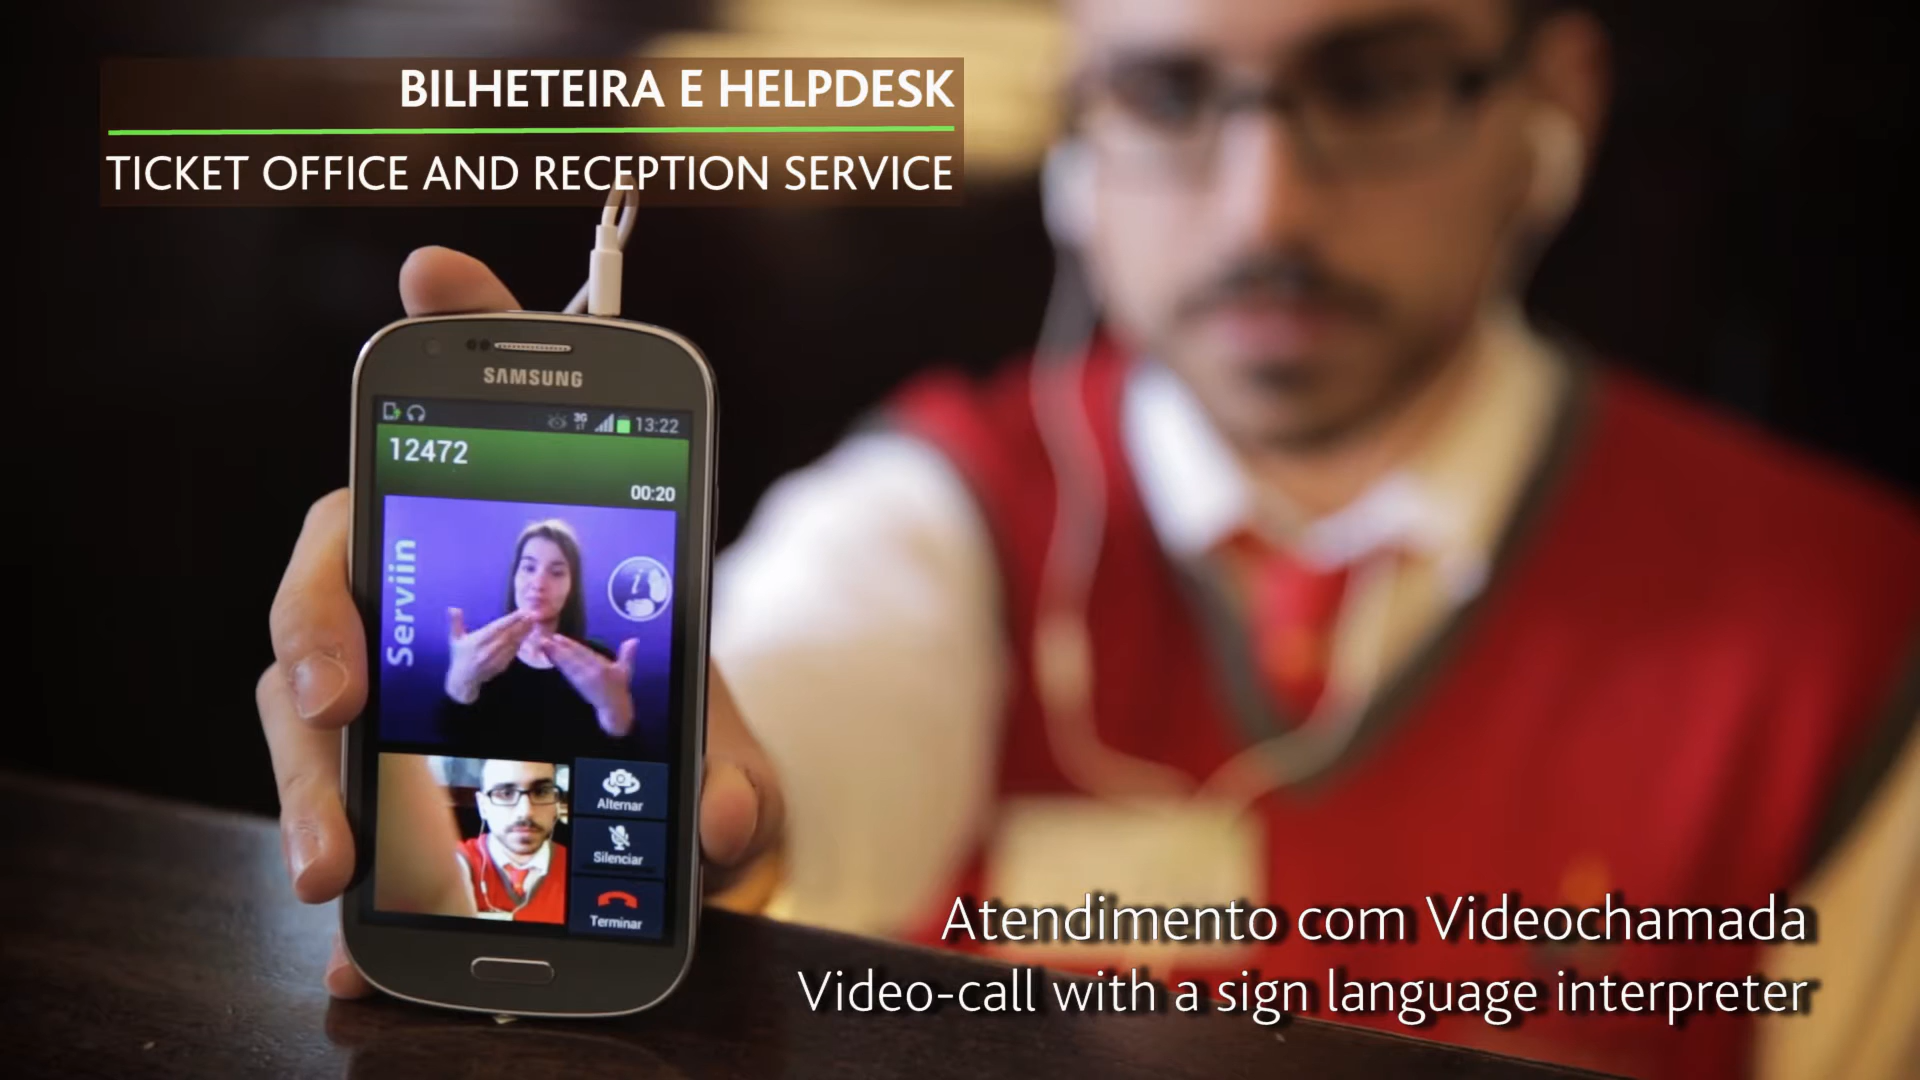 BILHETEIRA E HELPDESK
TICKET OFFICE AND RECEPTION SERVICE
SAMSUNG
3G 13:22
12472
00:20
Serviin
i
Alternar
Silenciar
Terminar
Atendimento com Videochamada
Video-call with a sign language interpreter